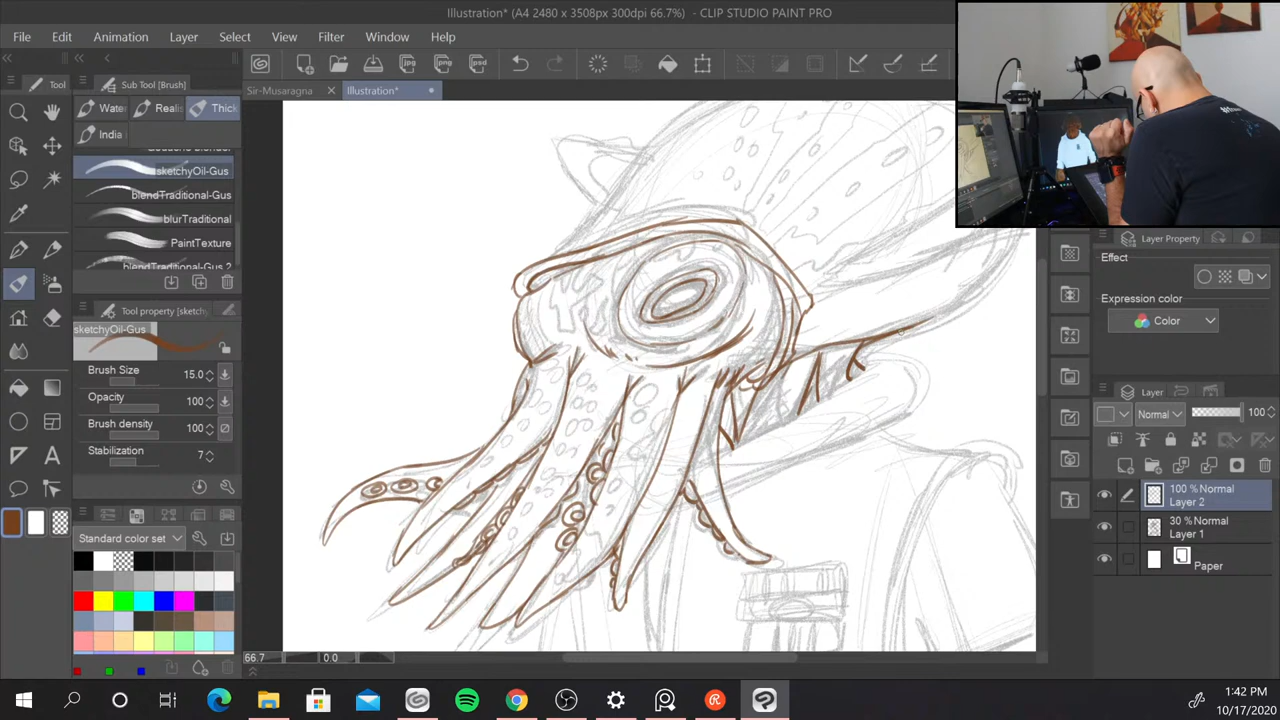 Illustration* (A4 2480 x 3508px 300dpi 66.7%) - CLIP STUDIO PAINT PRO
File Edit Animation Layer Select View Filter Window Help
Tool
Sub Tool [Brush]
Sir-Musaragna
Illustration*
Water
Realis
Thick
India
sketchyOil-Gus
blendTraditional-Gus
blurTraditional
PaintTexture
blendTraditional-Gus 2
Tool property [sketchy
sketchyOil-Gus
Brush Size 15.0
Opacity 100
Brush density 100
Stabilization 7
Standard color set
Layer Property
Effect
Expression color
Color
Layer
Normal 100
100 % Normal
Layer 2
30 % Normal
Layer 1
Paper
66.7 0.0
1:42 PM
10/17/2020